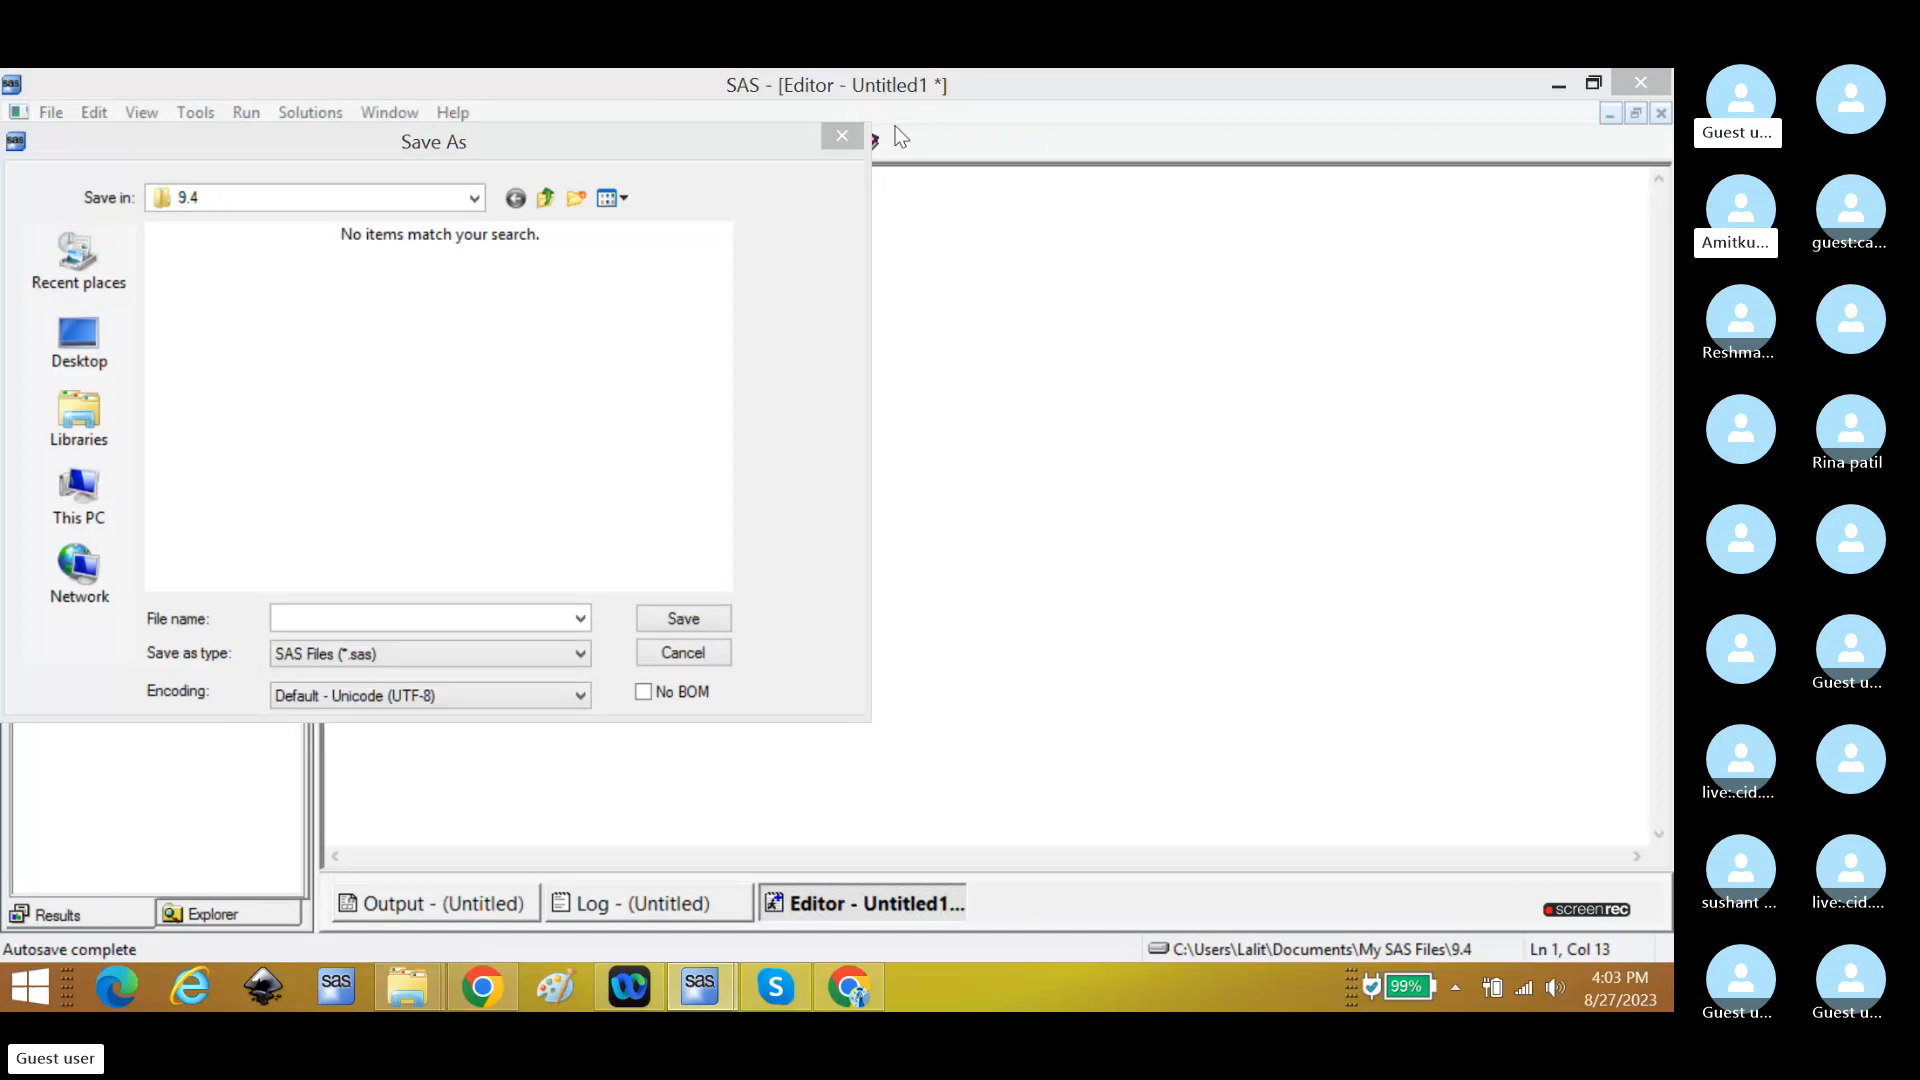 SAS - [Editor - Untitled1 *]
File Edit View Tools Run Solutions Window Help
Save As
Save in: 9.4
No items match your search.
Recent places
Desktop
Libraries
This PC
Network
File name: Save
Save as type: SAS Files (*.sas) Cancel
Encoding: Default - Unicode (UTF-8) No BOM
Results Explorer
Output - (Untitled) Log - (Untitled) Editor - Untitled1...
screenrec
Autosave complete C:\Users\Lalit\Documents\My SAS Files\9.4 Ln 1, Col 13
sas sas
99% 4:03 PM
8/27/2023
Guest u...
Amitku... guest:ca...
Reshma...
Rina patil
Guest u...
live:.cid....
sushant ... live:.cid....
Guest u... Guest u...
Guest user